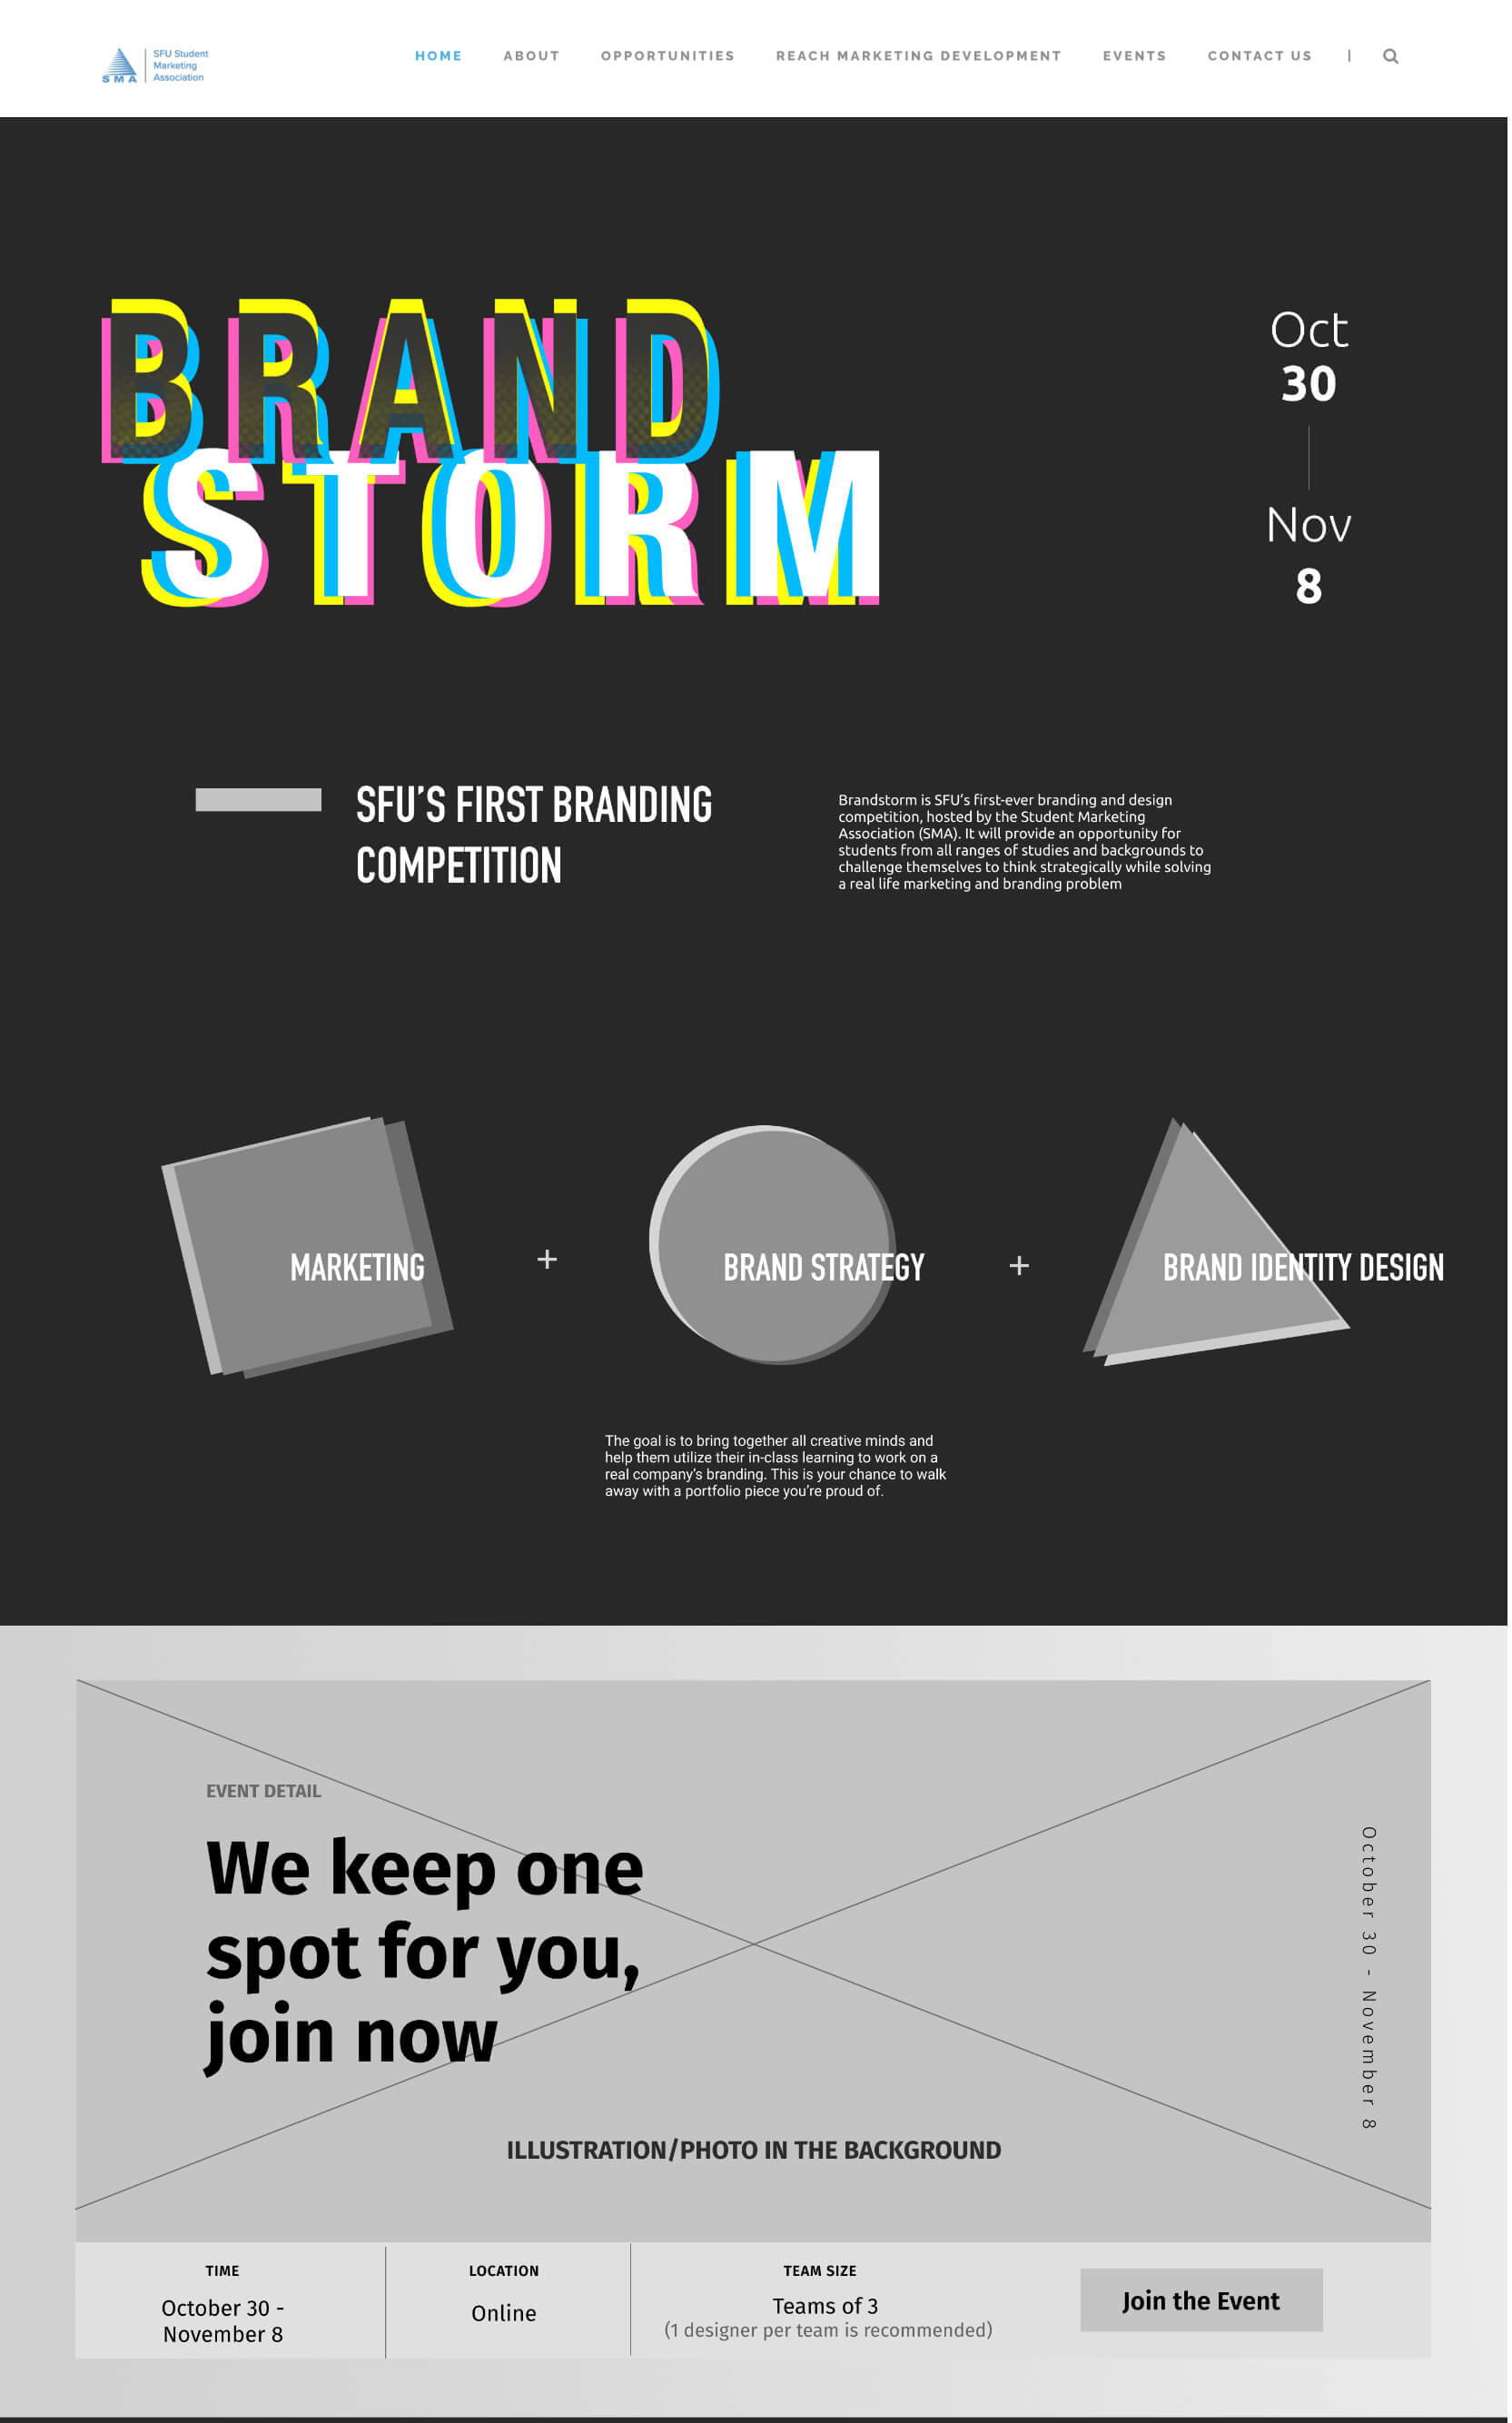 SFU Student
Marketing
Association
SMA
HOME ABOUT OPPORTUNITIES REACH MARKETING DEVELOPMENT EVENTS CONTACT US |
BRAND
STORM
Oct
30
Nov
8
SFU'S FIRST BRANDING
COMPETITION
Brandstorm is SFU's first-ever branding and design
competition, hosted by the Student Marketing
Association (SMA). It will provide an opportunity for
students from all ranges of studies and backgrounds to
challenge themselves to think strategically while solving
a real life marketing and branding problem
MARKETING + BRAND STRATEGY + BRAND IDENTITY DESIGN
The goal is to bring together all creative minds and
help them utilize their in-class learning to work on a
real company's branding. This is your chance to walk
away with a portfolio piece you're proud of.
EVENT DETAIL
We keep one
spot for you,
join now
October 30 - November 8
ILLUSTRATION/PHOTO IN THE BACKGROUND
TIME
October 30 -
November 8
LOCATION
Online
TEAM SIZE
Teams of 3
(1 designer per team is recommended)
Join the Event